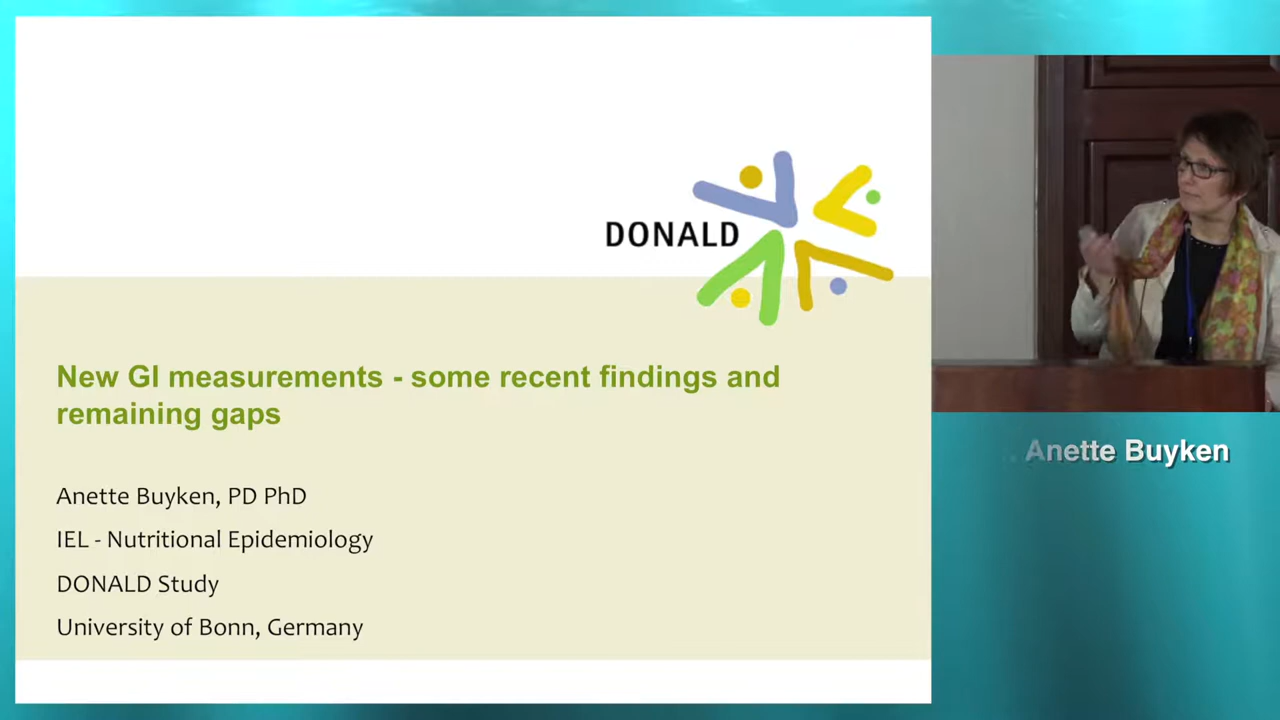 DONALD
New GI measurements - some recent findings and
remaining gaps
Anette Buyken, PD PhD
IEL - Nutritional Epidemiology
DONALD Study
University of Bonn, Germany
Anette Buyken